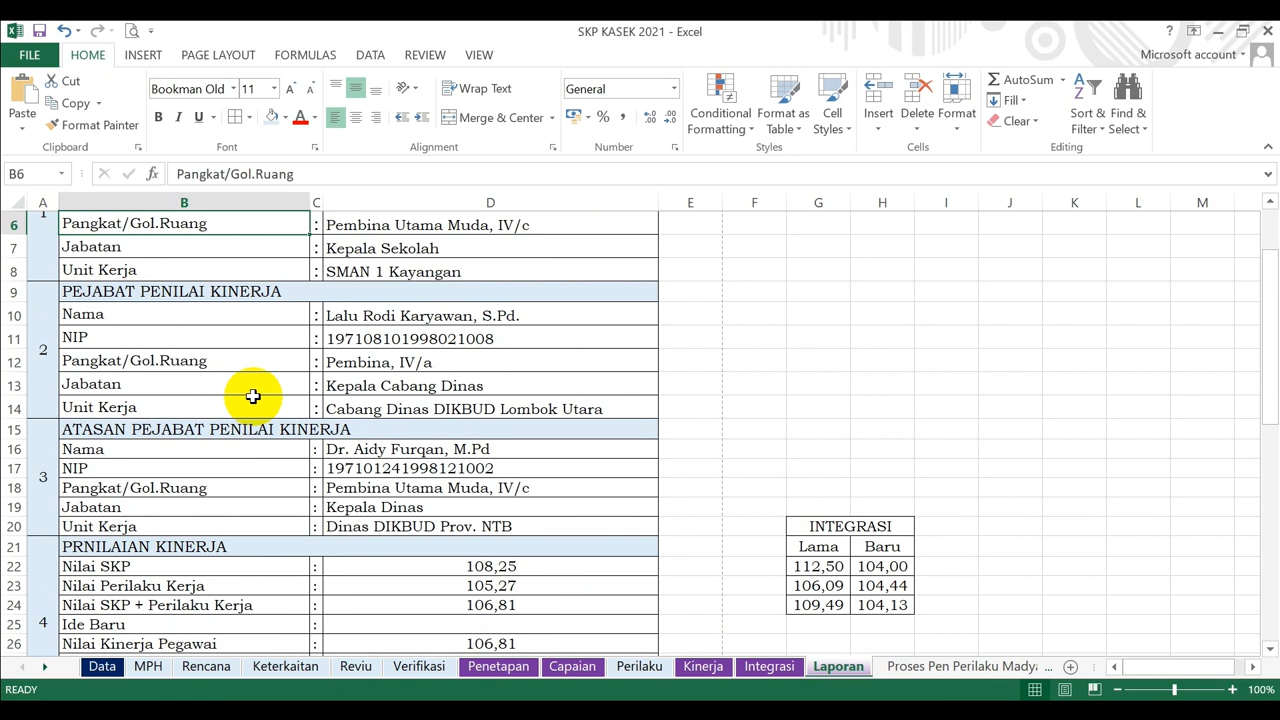 SKP KASEK 2021 - Excel
FILE HOME INSERT PAGE LAYOUT FORMULAS DATA REVIEW VIEW Microsoft account
Paste
Cut
Copy
Format Painter
Clipboard
Bookman Old 11
B I U
Font
Wrap Text
Merge & Center
Alignment
General
% ,
Number
Conditional Formatting
Format as Table
Cell Styles
Styles
Insert Delete Format
Cells
AutoSum
Fill
Clear
Sort & Filter
Find & Select
Editing
B6 fx Pangkat/Gol.Ruang
A B C D E F G H I J K L M
1
6 Pangkat/Gol.Ruang : Pembina Utama Muda, IV/c
7 Jabatan : Kepala Sekolah
8 Unit Kerja : SMAN 1 Kayangan
9 PEJABAT PENILAI KINERJA
10 Nama : Lalu Rodi Karyawan, S.Pd.
11 NIP : 197108101998021008
2
12 Pangkat/Gol.Ruang : Pembina, IV/a
13 Jabatan : Kepala Cabang Dinas
14 Unit Kerja : Cabang Dinas DIKBUD Lombok Utara
15 ATASAN PEJABAT PENILAI KINERJA
16 Nama : Dr. Aidy Furqan, M.Pd
17 NIP : 197101241998121002
3
18 Pangkat/Gol.Ruang : Pembina Utama Muda, IV/c
19 Jabatan : Kepala Dinas
20 Unit Kerja : Dinas DIKBUD Prov. NTB INTEGRASI
21 PRNILAIAN KINERJA Lama Baru
22 Nilai SKP : 108,25 112,50 104,00
23 Nilai Perilaku Kerja : 105,27 106,09 104,44
24 Nilai SKP + Perilaku Kerja : 106,81 109,49 104,13
25 4 Ide Baru :
26 Nilai Kinerja Pegawai : 106,81
Data MPH Rencana Keterkaitan Reviu Verifikasi Penetapan Capaian Perilaku Kinerja Integrasi Laporan Proses Pen Perilaku Madya ...
READY 100%